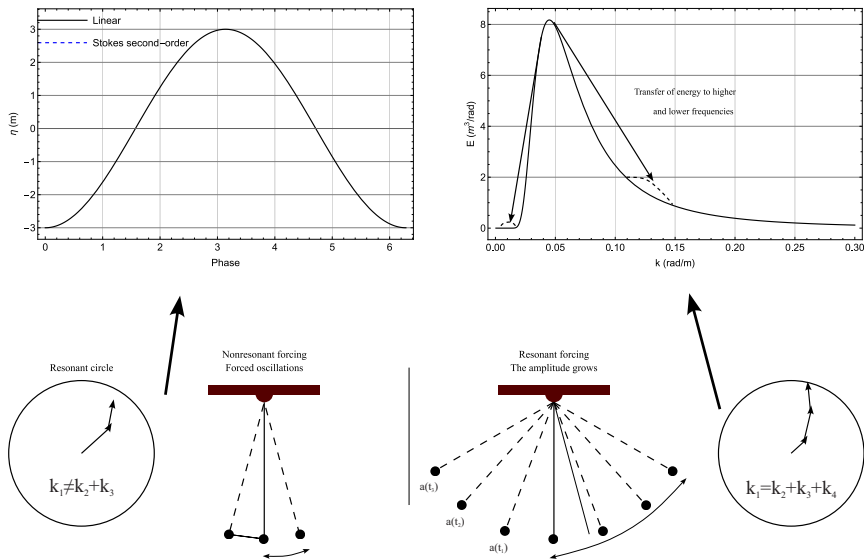 Linear
Stokes second-order
3
2
1
0
-1
-2
-3
η (m)
0 1 2 3 4 5 6
Phase
8
6
4
2
0
E (m³/rad)
0.00 0.05 0.10 0.15 0.20 0.25 0.30
k (rad/m)
Transfer of energy to higher
and lower frequencies
Resonant circle
k₁≠k₂+k₃
Nonresonant forcing
Forced oscillations
Resonant forcing
The amplitude grows
a(t₃)
a(t₂)
a(t₁)
k₁=k₂+k₃+k₄